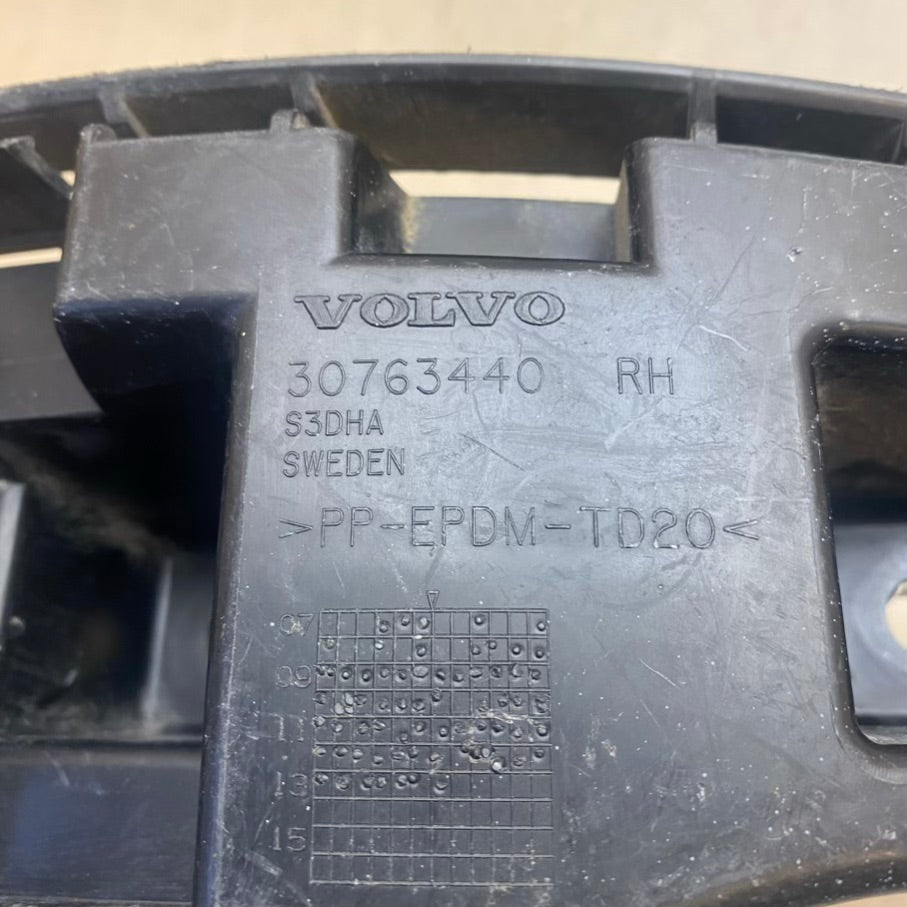 VOLVO
30763440 RH
S3DHA
SWEDEN
>PP-EPDM-TD20<
07
09
11
13
15